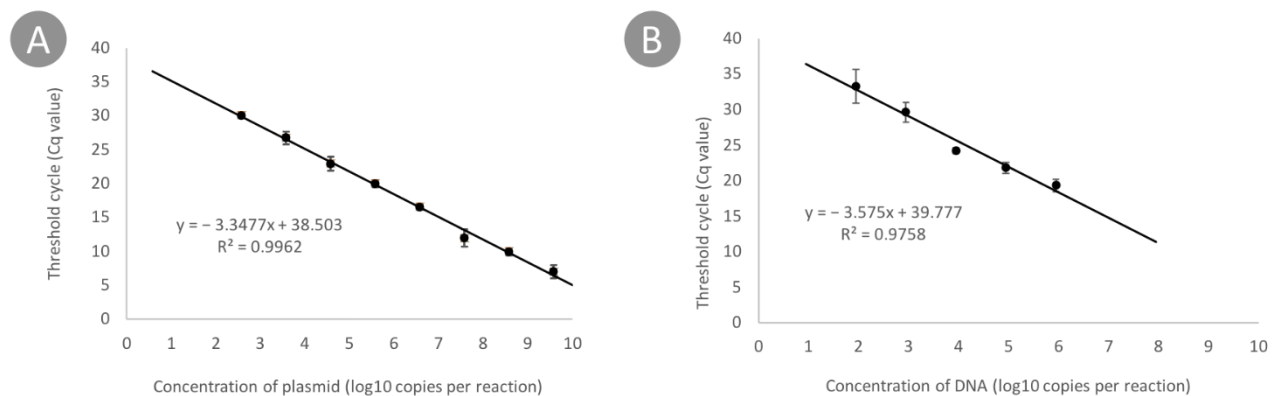 A
Threshold cycle (Cq value)
40
35
30
25
20
15
10
5
0
y = − 3.3477x + 38.503
R² = 0.9962
0 1 2 3 4 5 6 7 8 9 10
Concentration of plasmid (log10 copies per reaction)
B
Threshold cycle (Cq value)
40
35
30
25
20
15
10
5
0
y = − 3.575x + 39.777
R² = 0.9758
0 1 2 3 4 5 6 7 8 9 10
Concentration of DNA (log10 copies per reaction)